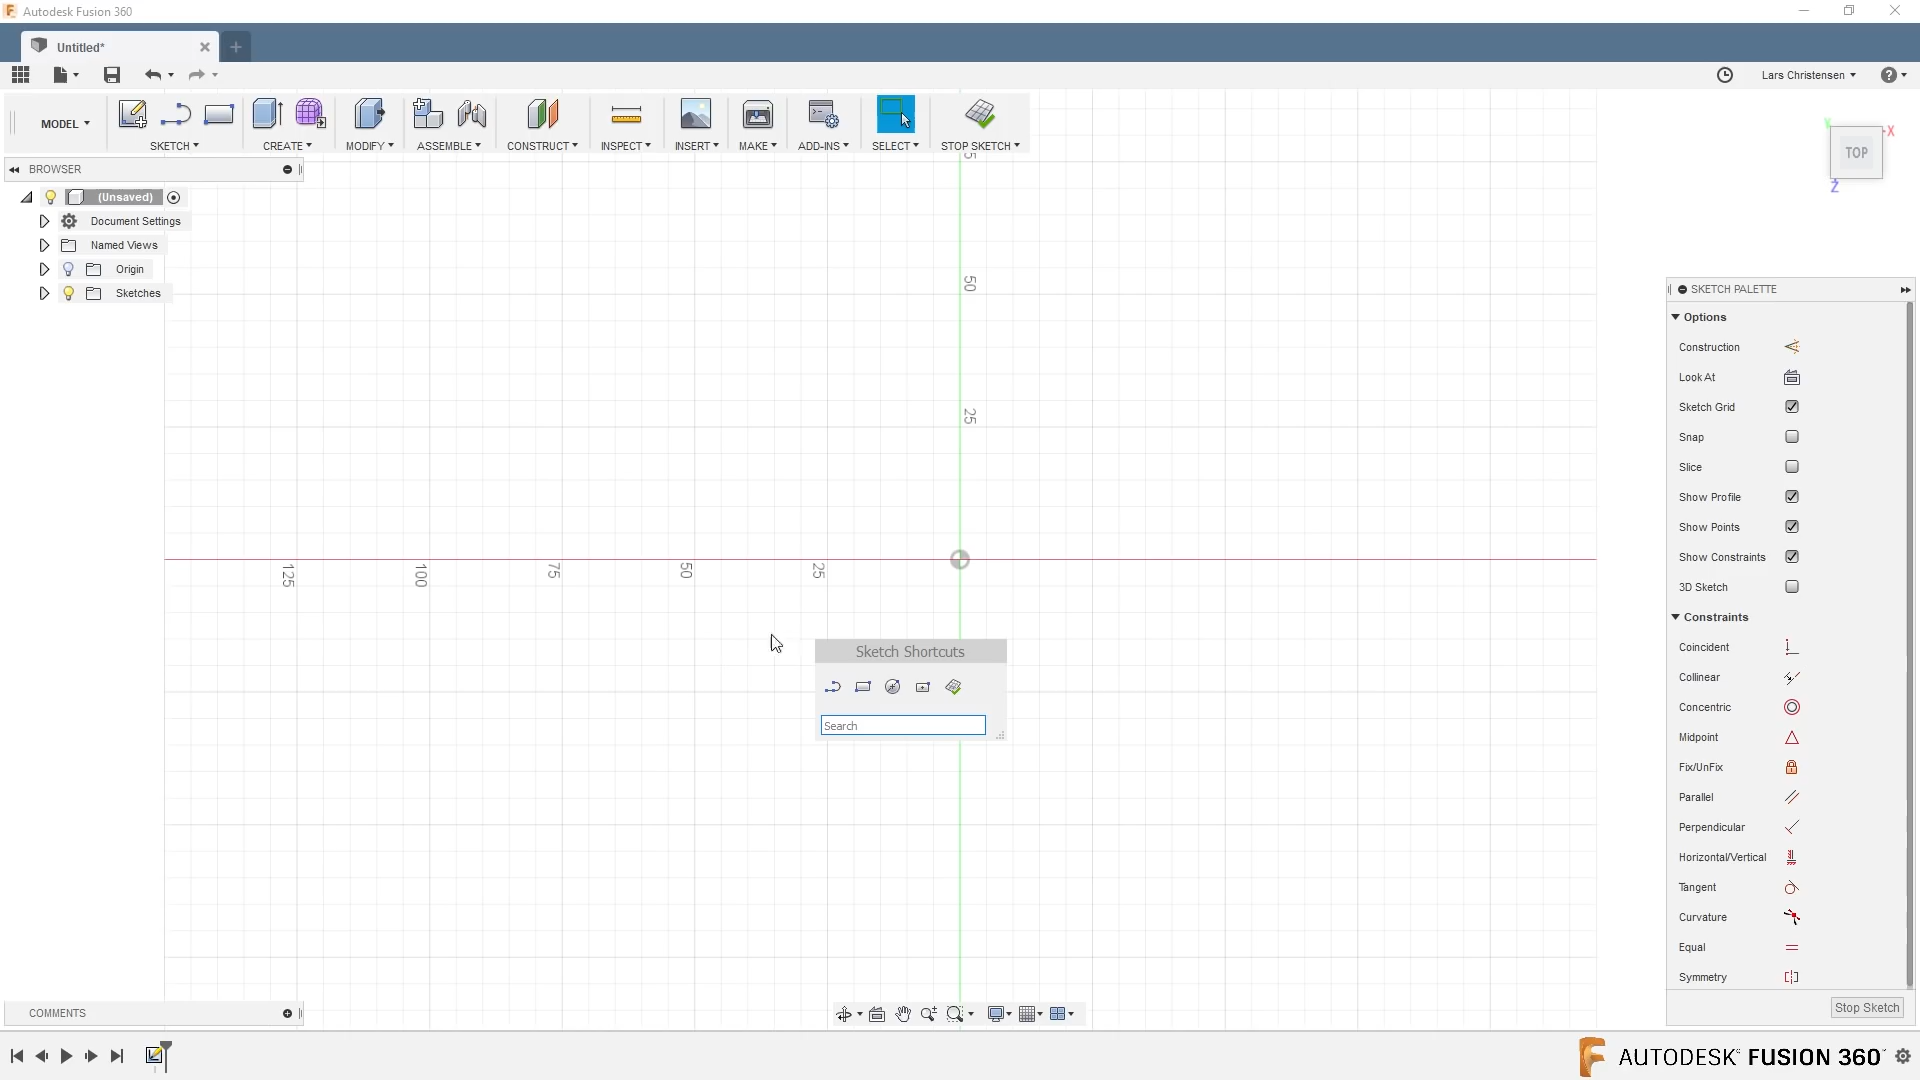 Autodesk Fusion 360
Untitled*
Lars Christensen
MODEL
SKETCH
CREATE
MODIFY
ASSEMBLE
CONSTRUCT
INSPECT
INSERT
MAKE
ADD-INS
SELECT
STOP SKETCH
BROWSER
(Unsaved)
Document Settings
Named Views
Origin
Sketches
TOP
X
Y
Z
50
25
125
100
75
50
25
Sketch Shortcuts
Search
SKETCH PALETTE
Options
Construction
Look At
Sketch Grid
Snap
Slice
Show Profile
Show Points
Show Constraints
3D Sketch
Constraints
Coincident
Collinear
Concentric
Midpoint
Fix/UnFix
Parallel
Perpendicular
Horizontal/Vertical
Tangent
Curvature
Equal
Symmetry
Stop Sketch
COMMENTS
AUTODESK FUSION 360